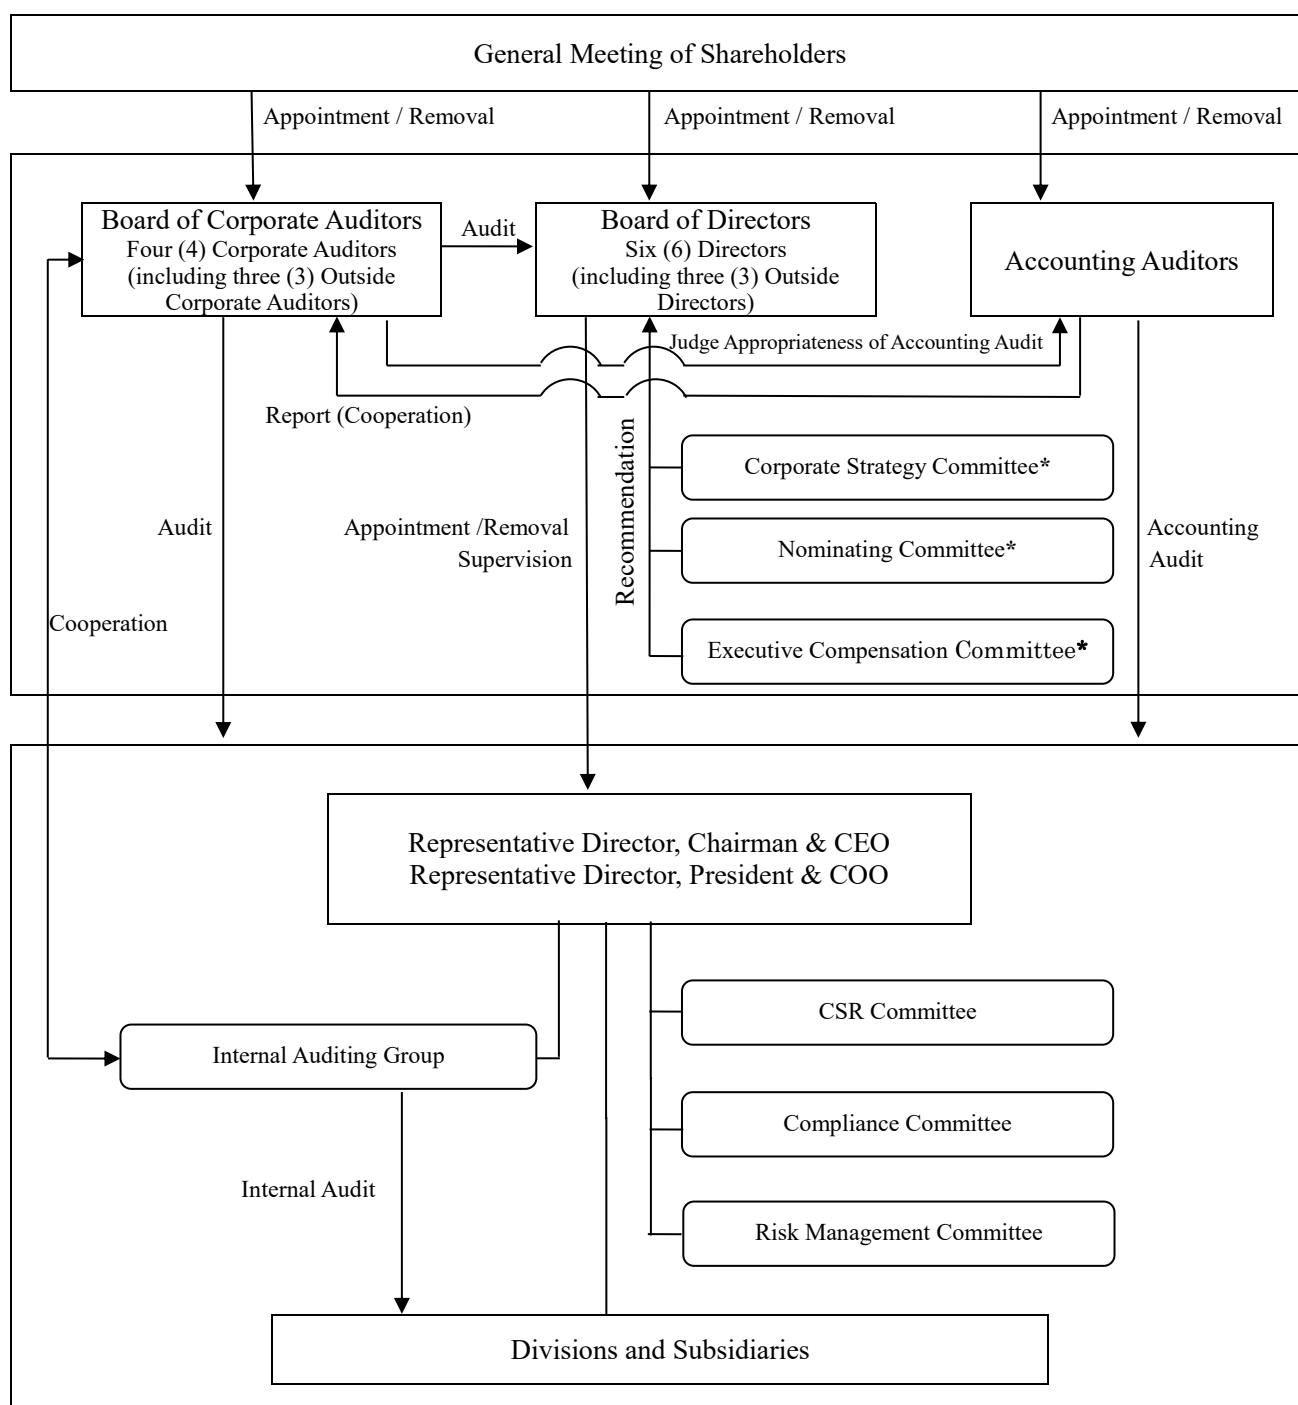 General Meeting of Shareholders
Appointment / Removal
Appointment / Removal
Appointment / Removal
Board of Corporate Auditors
Four (4) Corporate Auditors
(including three (3) Outside
Corporate Auditors)
Audit
Board of Directors
Six (6) Directors
(including three (3) Outside
Directors)
Accounting Auditors
Judge Appropriateness of Accounting Audit
Report (Cooperation)
Recommendation
Corporate Strategy Committee*
Audit
Appointment /Removal
Supervision
Nominating Committee*
Accounting
Audit
Cooperation
Executive Compensation Committee*
Representative Director, Chairman & CEO
Representative Director, President & COO
CSR Committee
Internal Auditing Group
Compliance Committee
Internal Audit
Risk Management Committee
Divisions and Subsidiaries